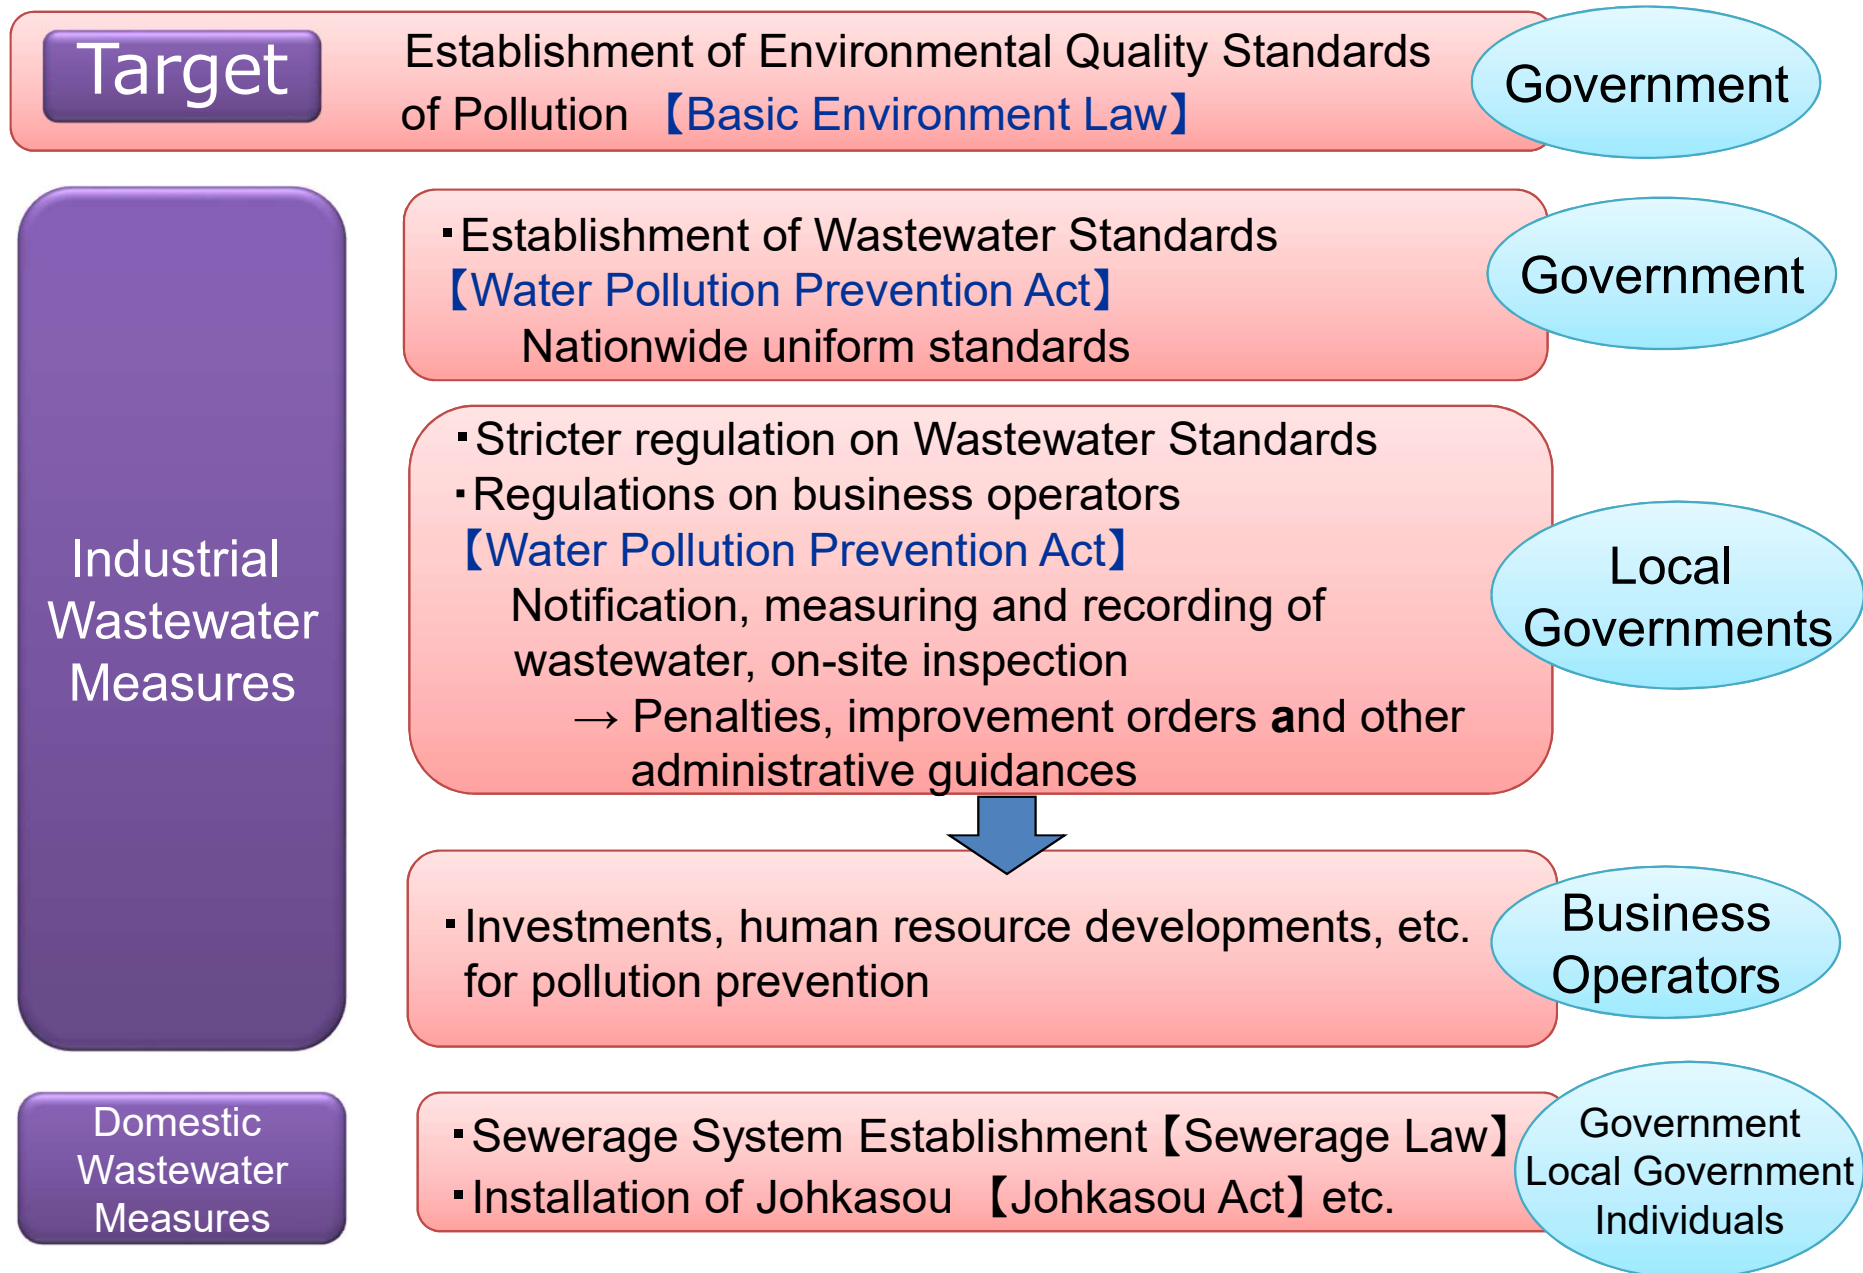 Target
Establishment of Environmental Quality Standards
of Pollution 【Basic Environment Law】
Government
Industrial
Wastewater
Measures
・Establishment of Wastewater Standards
【Water Pollution Prevention Act】
Nationwide uniform standards
Government
・Stricter regulation on Wastewater Standards
・Regulations on business operators
【Water Pollution Prevention Act】
Notification, measuring and recording of
wastewater, on-site inspection
→ Penalties, improvement orders and other
administrative guidances
Local
Governments
・Investments, human resource developments, etc.
for pollution prevention
Business
Operators
Domestic
Wastewater
Measures
・Sewerage System Establishment【Sewerage Law】
・Installation of Johkasou 【Johkasou Act】 etc.
Government
Local Government
Individuals